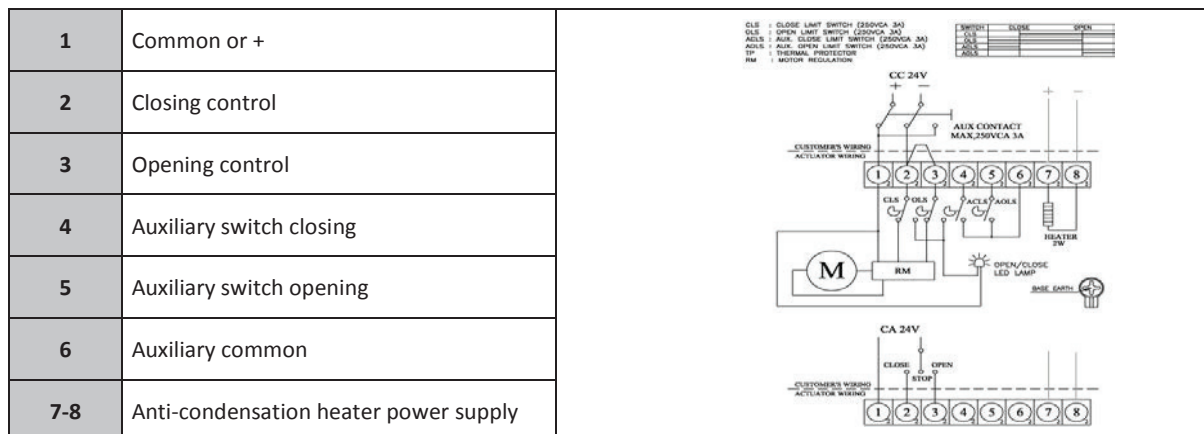 1 Common or +
2 Closing control
3 Opening control
4 Auxiliary switch closing
5 Auxiliary switch opening
6 Auxiliary common
7-8 Anti-condensation heater power supply
CLS : CLOSE LIMIT SWITCH (250VCA 3A)
OLS : OPEN LIMIT SWITCH (250VCA 3A)
ACLS : AUX. CLOSE LIMIT SWITCH (250VCA 3A)
AOLS : AUX. OPEN LIMIT SWITCH (250VCA 3A)
TP : THERMAL PROTECTOR
RM : MOTOR REGULATION
SWITCH CLOSE OPEN
CLS
OLS
ACLS
AOLS
CC 24V
+ − + −
AUX CONTACT
MAX,250VCA 3A
CUSTOMER'S WIRING
ACTUATOR WIRING
1 2 3 4 5 6 7 8
CLS OLS ACLS AOLS
HEATER
2W
M RM
OPEN/CLOSE
LED LAMP
BASE EARTH
CA 24V
CLOSE OPEN
STOP
CUSTOMER'S WIRING
ACTUATOR WIRING
1 2 3 4 5 6 7 8